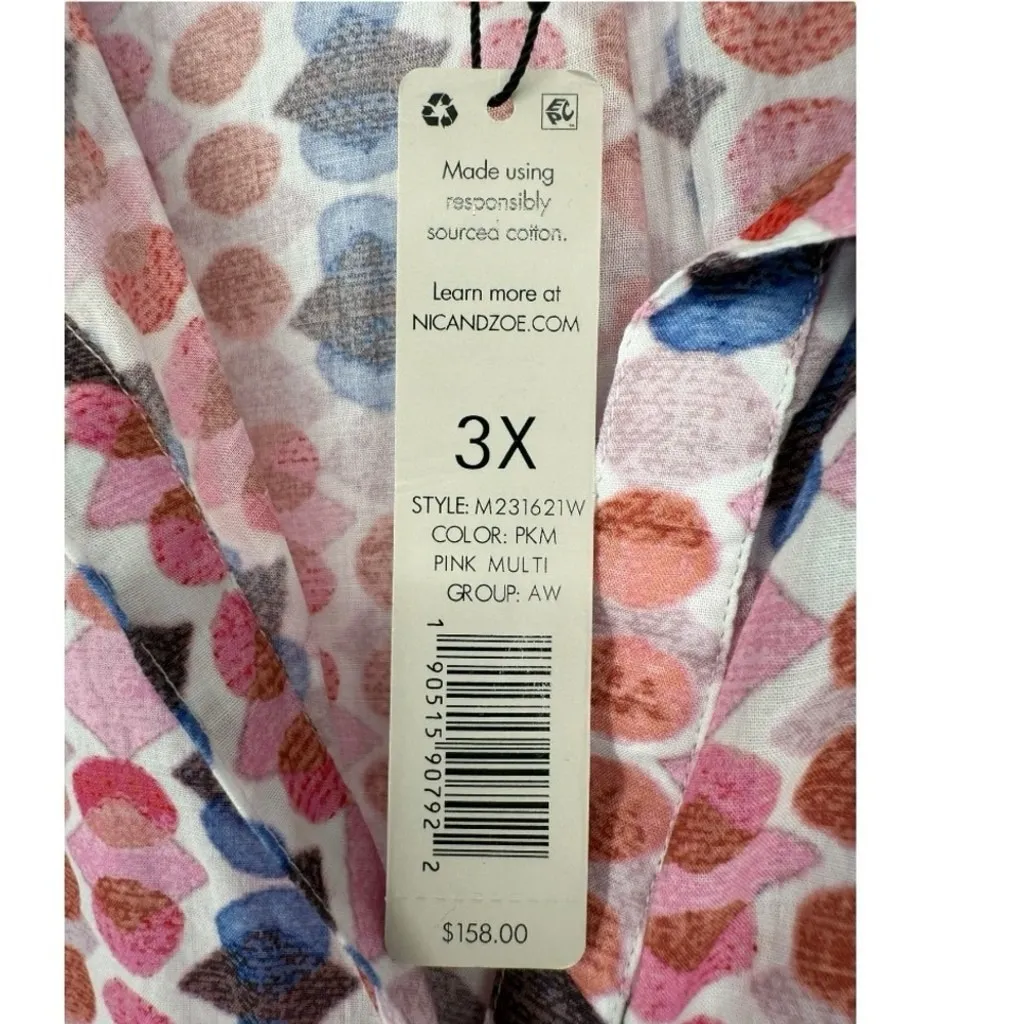 EPC
Made using
responsibly
sourced cotton.
Learn more at
NICANDZOE.COM
3X
STYLE: M231621W
COLOR: PKM
PINK MULTI
GROUP: AW
1 90515 90792 2
$158.00